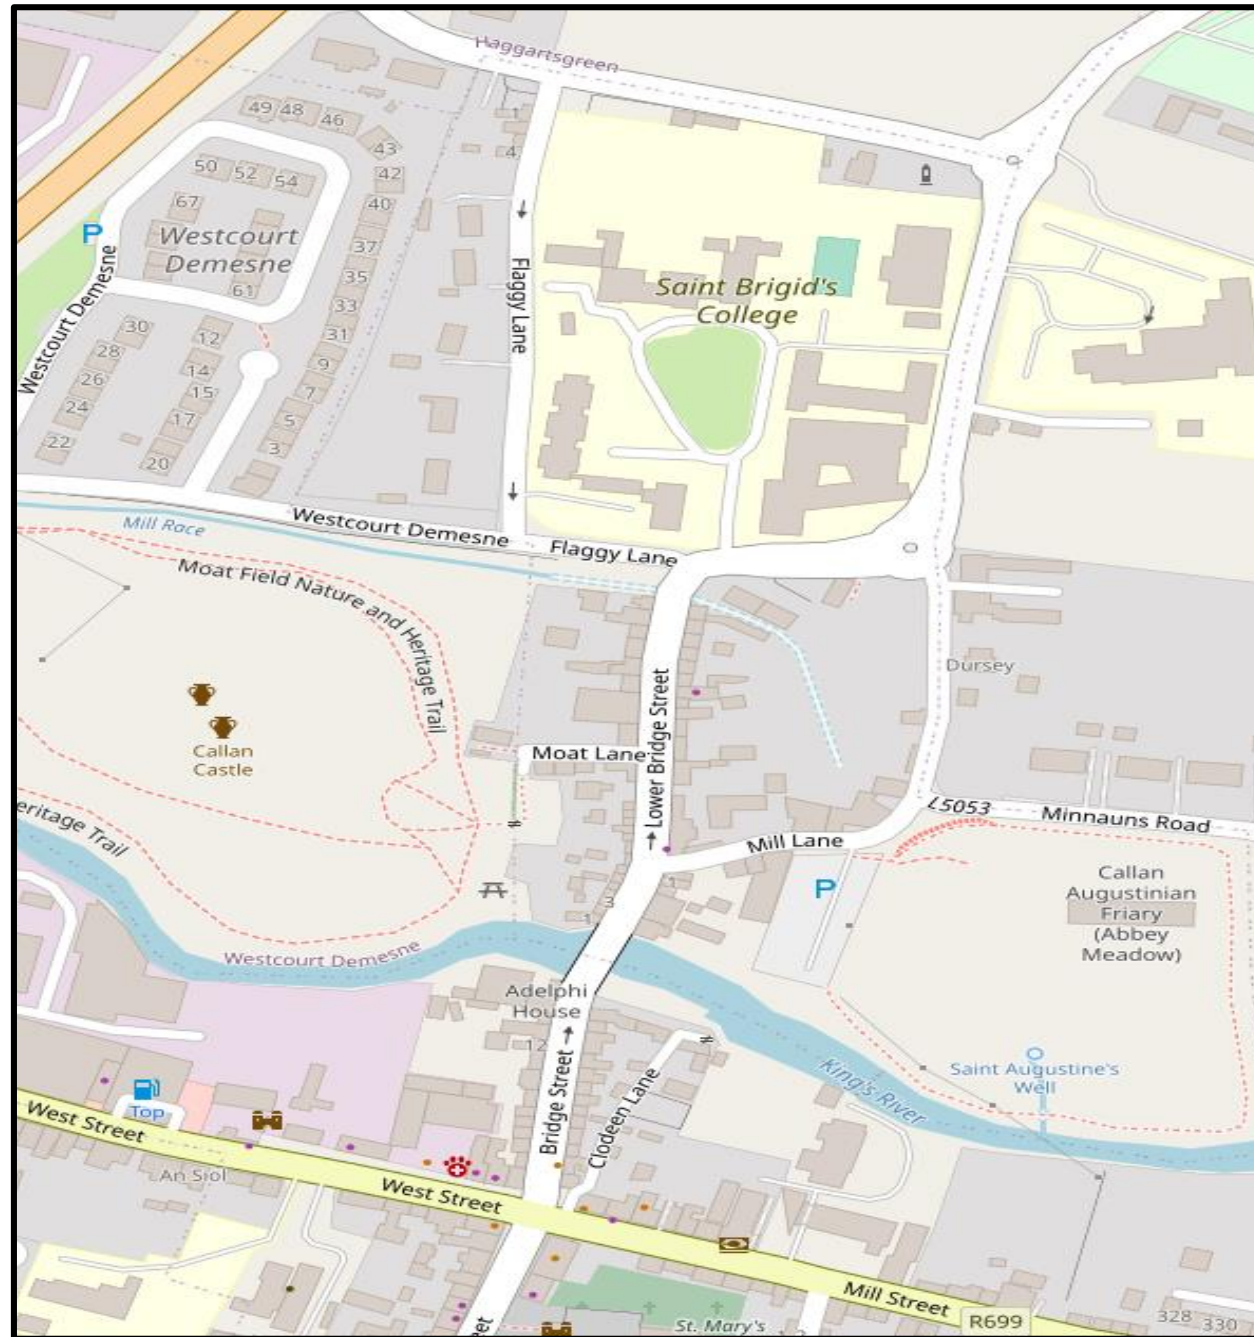 Haggartsgreen
49 48
46
43
50 52 54
42
67
40
1
4
P
Westcourt
Demesne
37
61
35
33
31
30
12
28
14
9
26
15
7
24
17
5
22
20
3
Westcourt Demesne
Flaggy Lane
Saint Brigid's
College
Mill Race
Westcourt Demesne
Flaggy Lane
Moat Field Nature and Heritage Trail
Dursey
Callan
Castle
Moat Lane
Lower Bridge Street
L5053
Minnauns Road
Mill Lane
eritage Trail
P
Callan
Augustinian
Friary
(Abbey
Meadow)
3
1
Westcourt Demesne
Adelphi
House
12
Bridge Street
Clodeen Lane
King's River
Saint Augustine's
Well
Top
West Street
An Siol
West Street
Mill Street
R699
328
330
St. Mary's
eet